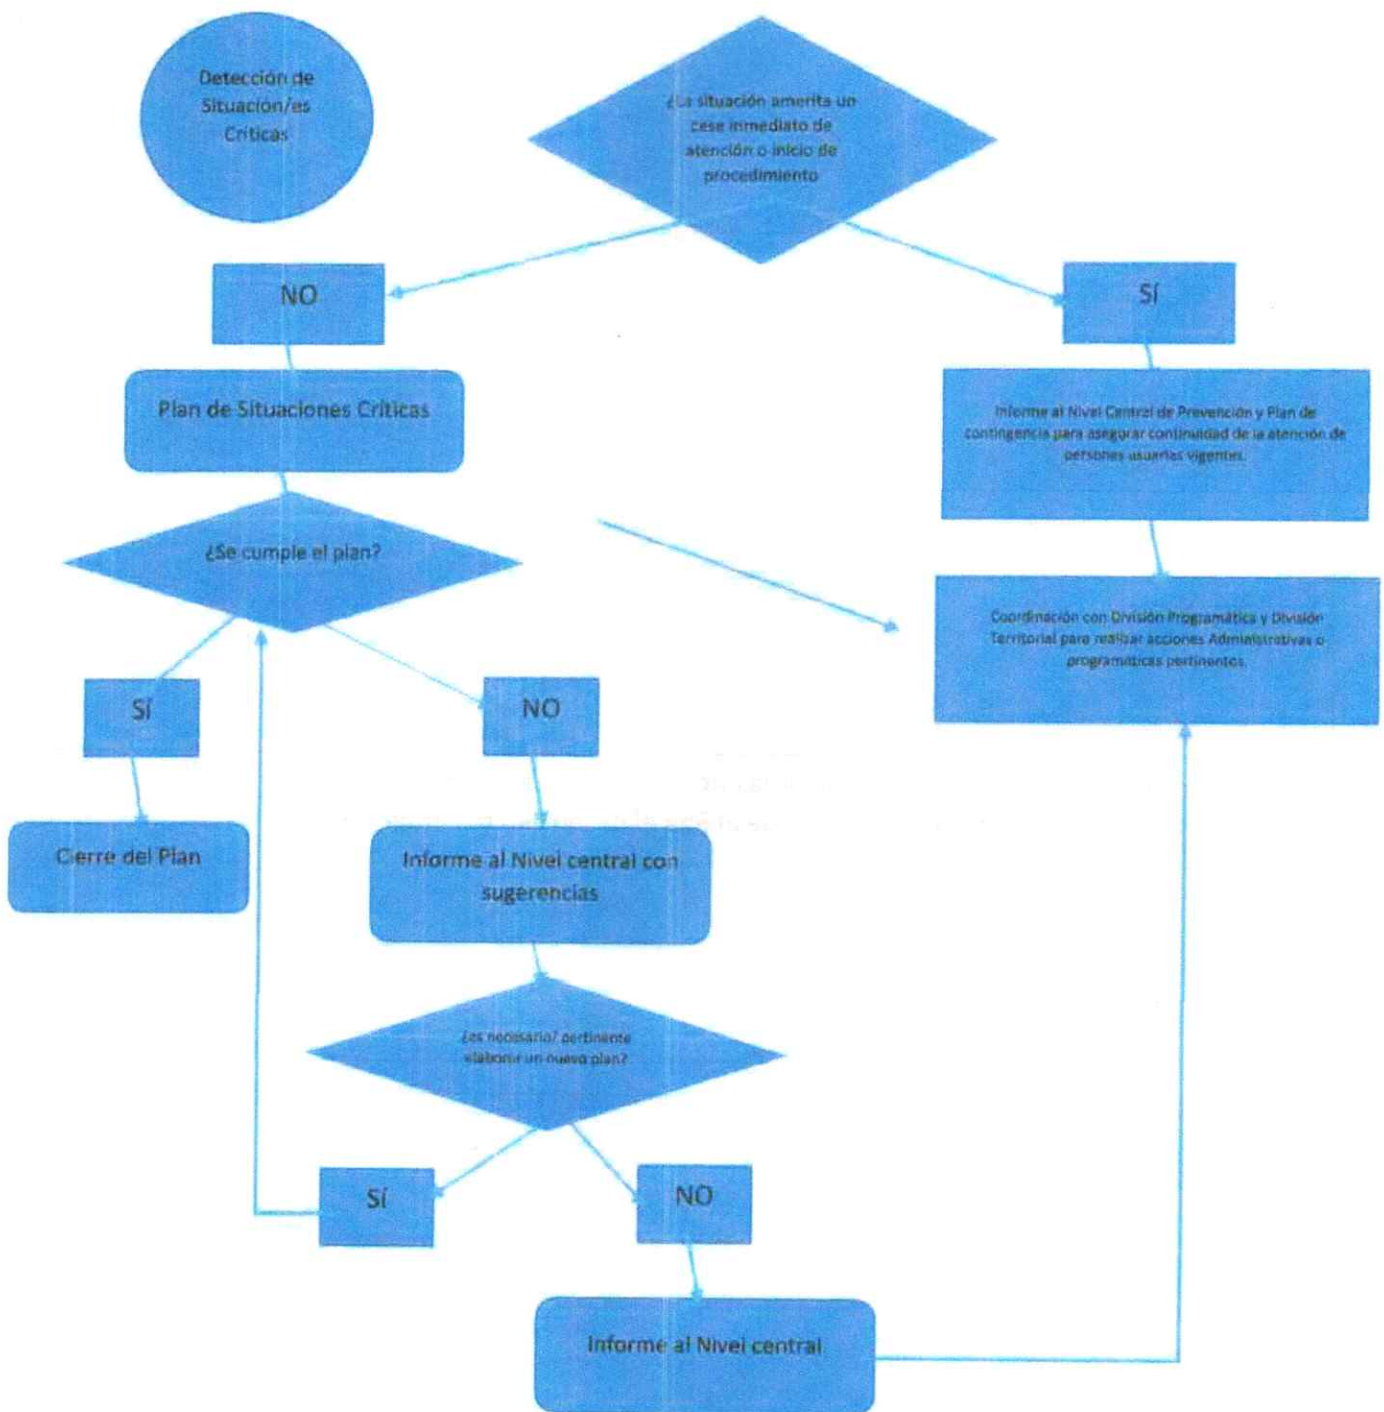 Detección de
Situación/es
Críticas
¿La situación amerita un
cese inmediato de
atención o inicio de
procedimiento
NO
Sí
Plan de Situaciones Críticas
Informe al Nivel Central de Prevención y Plan de
contingencia para asegurar continuidad de la atención de
personas usuarias vigentes.
¿Se cumple el plan?
Coordinación con División Programática y División
Territorial para realizar acciones Administrativas o
programáticas pertinentes.
Sí
NO
Cierre del Plan
Informe al Nivel central con
sugerencias
¿es necesario/ pertinente
elaborar un nuevo plan?
Sí
NO
Informe al Nivel central